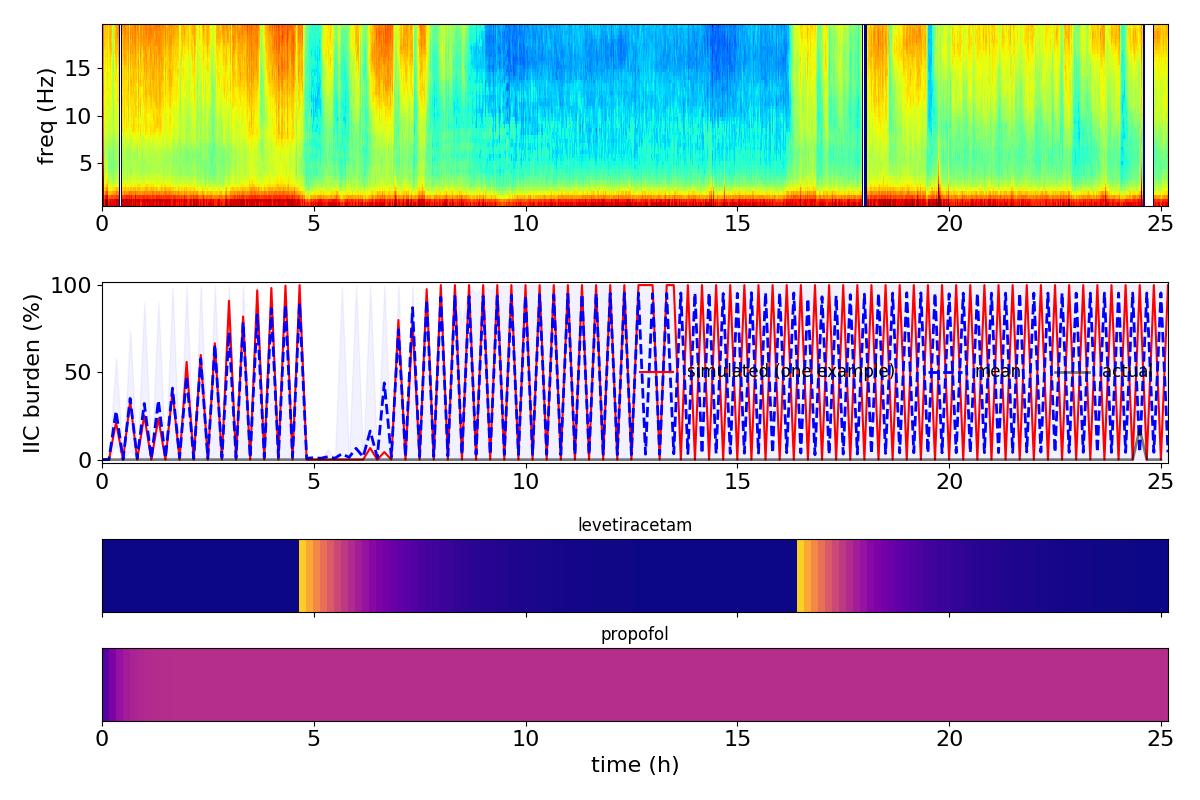 freq (Hz)
15
10
5
0 5 10 15 20 25
IIC burden (%)
100
50
0
simulated (one example) mean actual
0 5 10 15 20 25
levetiracetam
propofol
0 5 10 15 20 25
time (h)